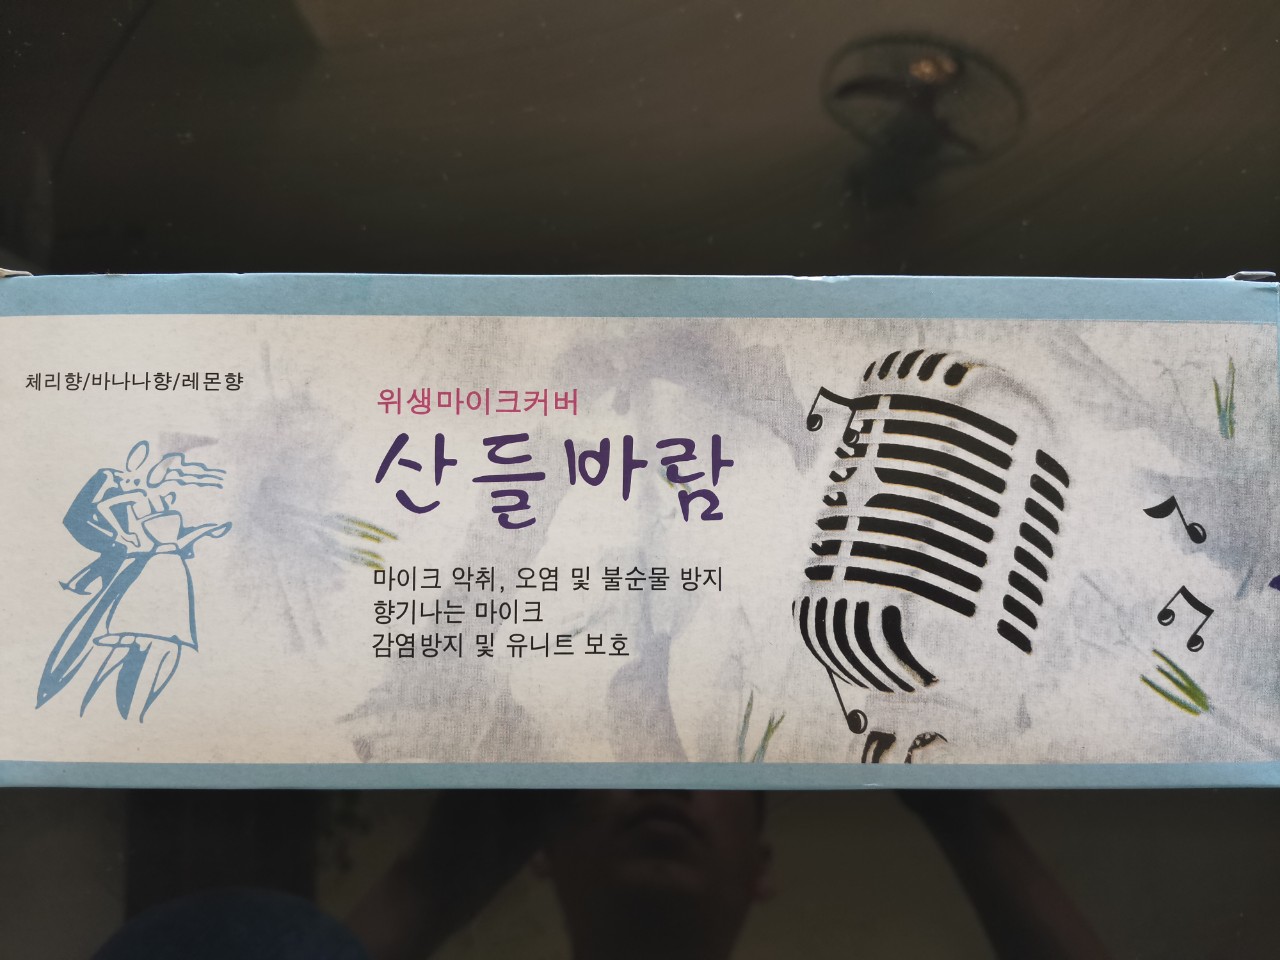 체리향/바나나향/레몬향
위생마이크커버
산들바람
마이크 악취, 오염 및 불순물 방지
향기나는 마이크
감염방지 및 유니트 보호